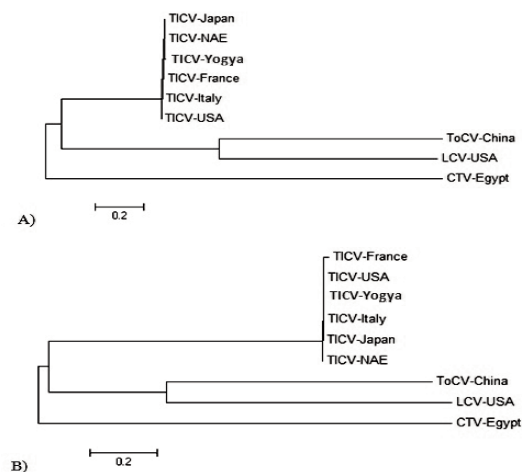 TICV-Japan
TICV-NAE
TICV-Yogya
TICV-France
TICV-Italy
TICV-USA
ToCV-China
LCV-USA
CTV-Egypt
0.2
A)
TICV-France
TICV-USA
TICV-Yogya
TICV-Italy
TICV-Japan
TICV-NAE
ToCV-China
LCV-USA
CTV-Egypt
0.2
B)